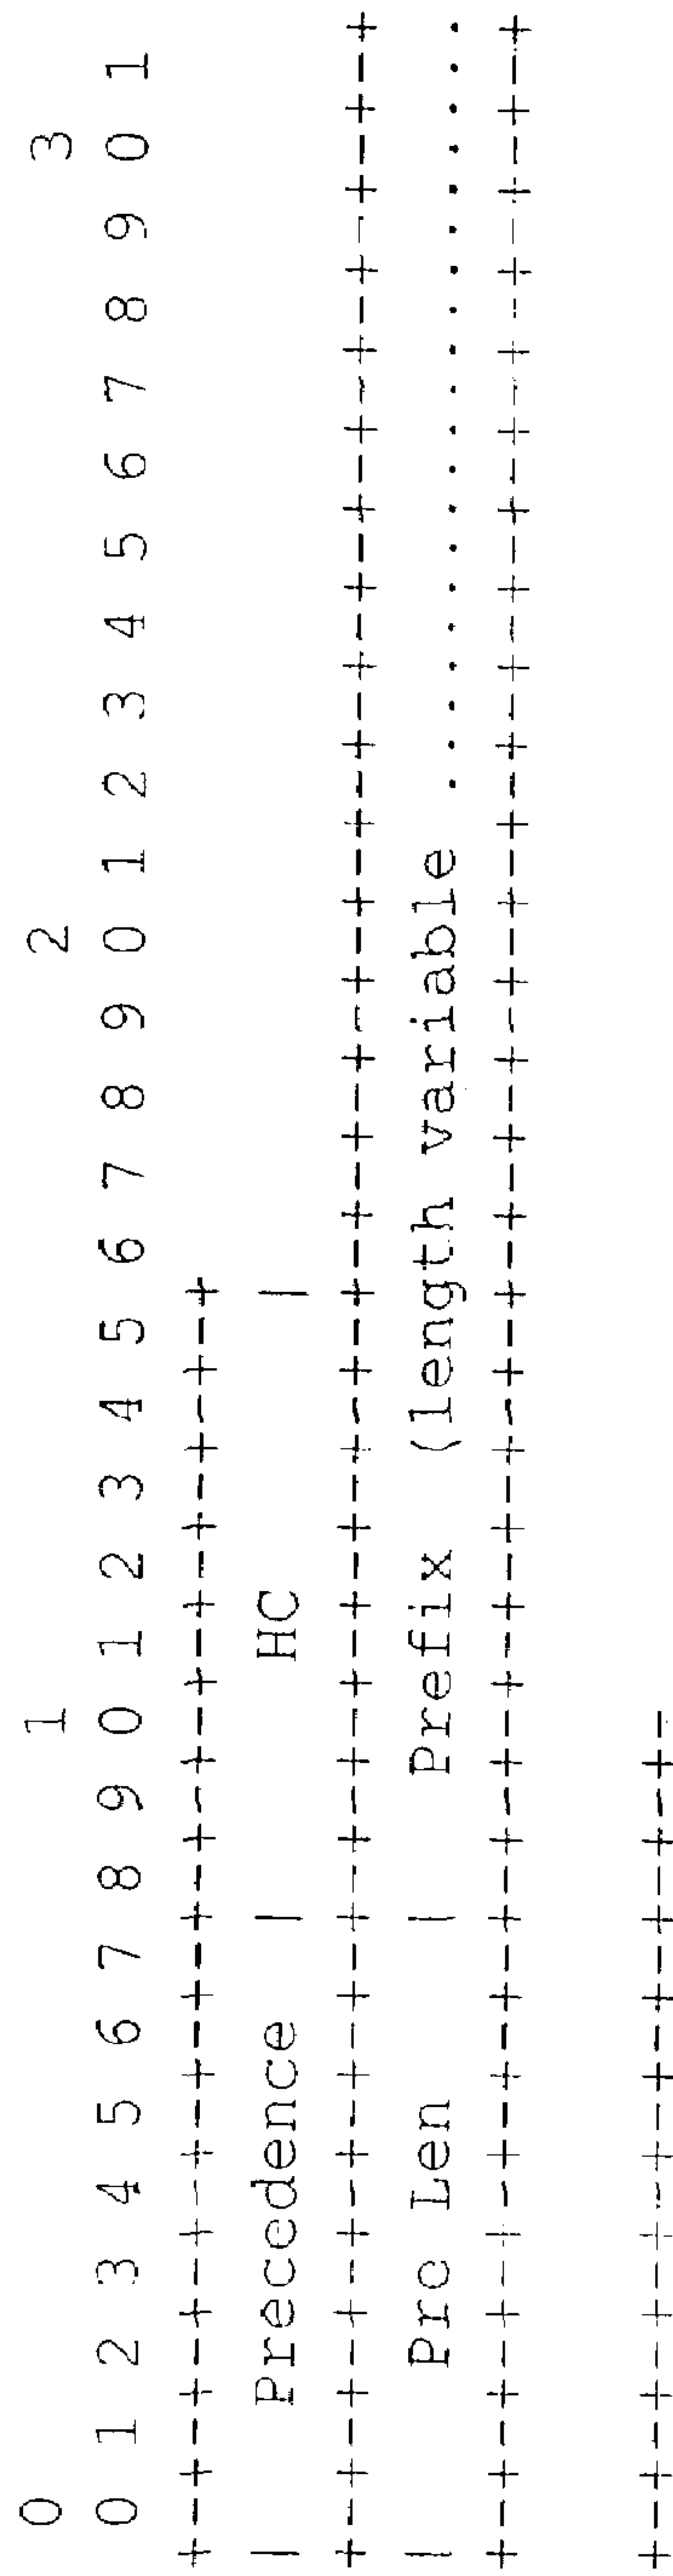 0                   1                   2                   3
 0 1 2 3 4 5 6 7 8 9 0 1 2 3 4 5 6 7 8 9 0 1 2 3 4 5 6 7 8 9 0 1
+-+-+-+-+-+-+-+-+-+-+-+-+-+-+-+-+
|   Precedence  |      HC       |
+-+-+-+-+-+-+-+-+-+-+-+-+-+-+-+-+-+-+-+-+-+-+-+-+-+-+-+-+-+-+-+-+
|    Pre Len    |   Prefix  (length variable ....................
+-+-+-+-+-+-+-+-+-+-+-+-+-+-+-+-+-+-+-+-+-+-+-+-+-+-+-+-+-+-+-+-+
+-+-+-+-+-+-+-+-+-+-+-